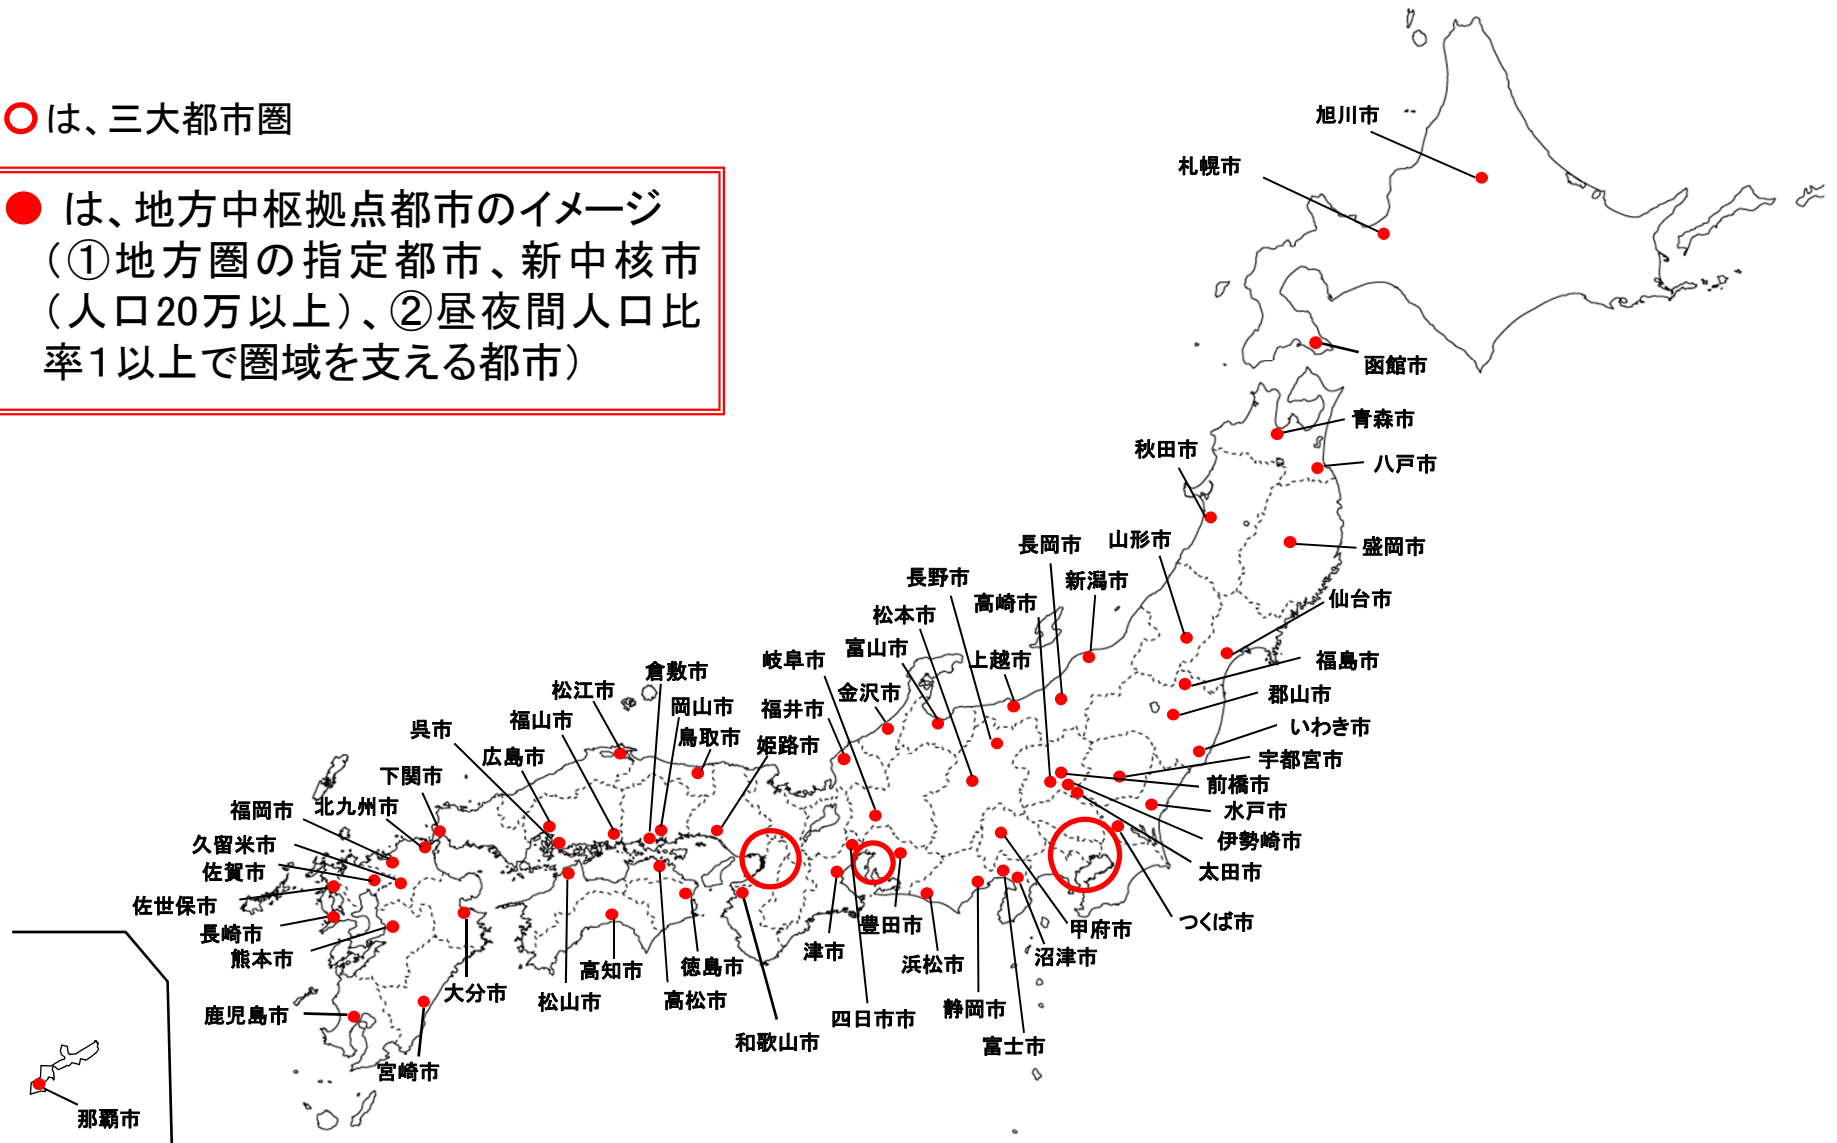 は、三大都市圏
は、地方中枢拠点都市のイメージ
（①地方圏の指定都市、新中核市
（人口20万以上）、②昼夜間人口比
率１以上で圏域を支える都市）
旭川市
札幌市
函館市
青森市
秋田市
八戸市
盛岡市
長岡市
山形市
新潟市
長野市
高崎市
仙台市
松本市
富山市
上越市
岐阜市
福島市
倉敷市
松江市
金沢市
郡山市
岡山市
福井市
福山市
いわき市
呉市
鳥取市
姫路市
広島市
宇都宮市
下関市
前橋市
北九州市
福岡市
水戸市
久留米市
伊勢崎市
佐賀市
太田市
佐世保市
つくば市
長崎市
豊田市
甲府市
熊本市
津市
沼津市
浜松市
高知市
徳島市
大分市
松山市
高松市
静岡市
鹿児島市
四日市市
和歌山市
富士市
宮崎市
那覇市